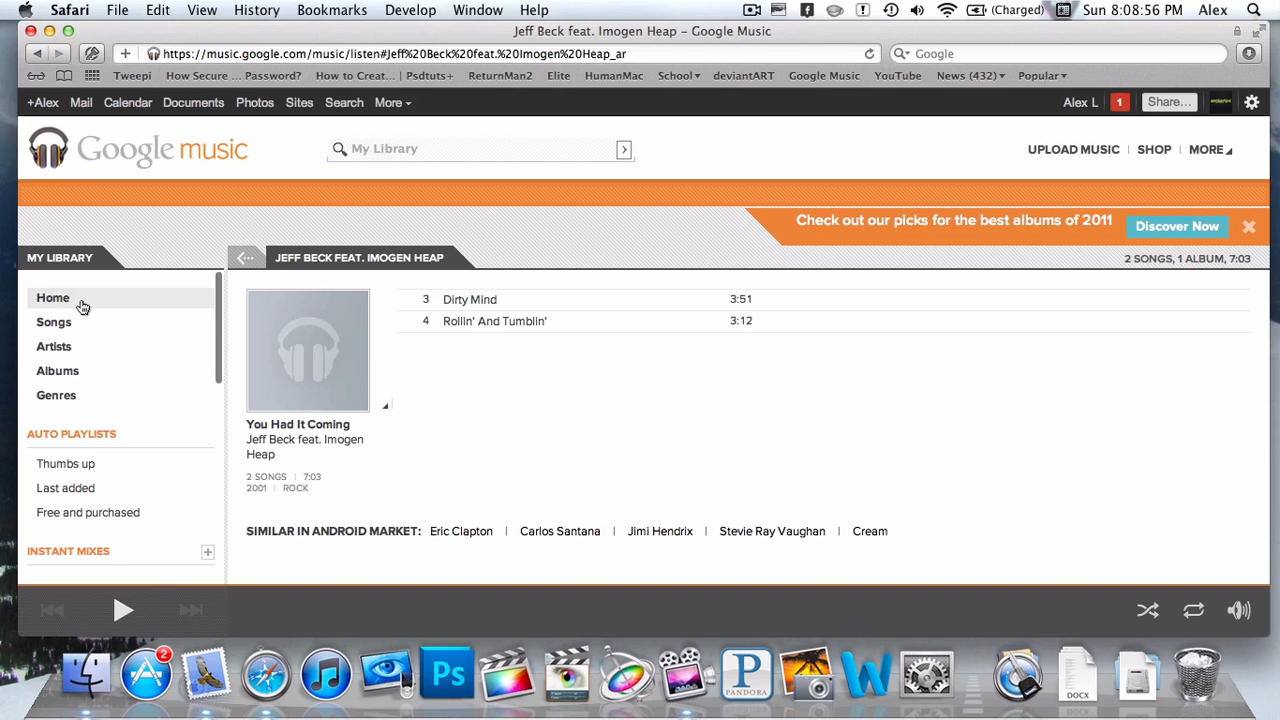 Safari File Edit View History Bookmarks Develop Window Help (Charged) Sun 8:08:56 PM Alex
Jeff Beck feat. Imogen Heap – Google Music
https://music.google.com/music/listen#Jeff%20Beck%20feat.%20Imogen%20Heap_ar Google
Tweepi How Secure ... Password? How to Creat... | Psdtuts+ ReturnMan2 Elite HumanMac School deviantART Google Music YouTube News (432) Popular
+Alex Mail Calendar Documents Photos Sites Search More Alex L 1 Share...
Google music My Library UPLOAD MUSIC SHOP MORE
Check out our picks for the best albums of 2011 Discover Now
MY LIBRARY JEFF BECK FEAT. IMOGEN HEAP 2 SONGS, 1 ALBUM, 7:03
Home
Songs
Artists
Albums
Genres
AUTO PLAYLISTS
Thumbs up
Last added
Free and purchased
INSTANT MIXES
3 Dirty Mind 3:51
4 Rollin' And Tumblin' 3:12
You Had It Coming
Jeff Beck feat. Imogen
Heap
2 SONGS | 7:03
2001 | ROCK
SIMILAR IN ANDROID MARKET: Eric Clapton | Carlos Santana | Jimi Hendrix | Stevie Ray Vaughan | Cream
2
Ps
P
PANDORA
W
DOCX